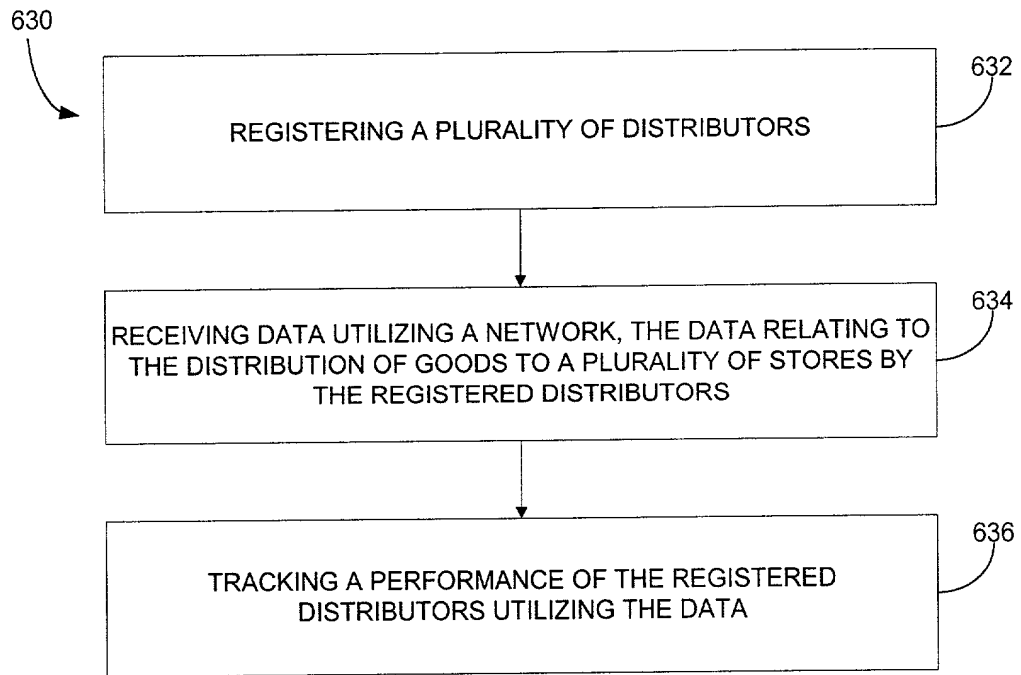 630
632
REGISTERING A PLURALITY OF DISTRIBUTORS
634
RECEIVING DATA UTILIZING A NETWORK, THE DATA RELATING TO
THE DISTRIBUTION OF GOODS TO A PLURALITY OF STORES BY
THE REGISTERED DISTRIBUTORS
636
TRACKING A PERFORMANCE OF THE REGISTERED
DISTRIBUTORS UTILIZING THE DATA